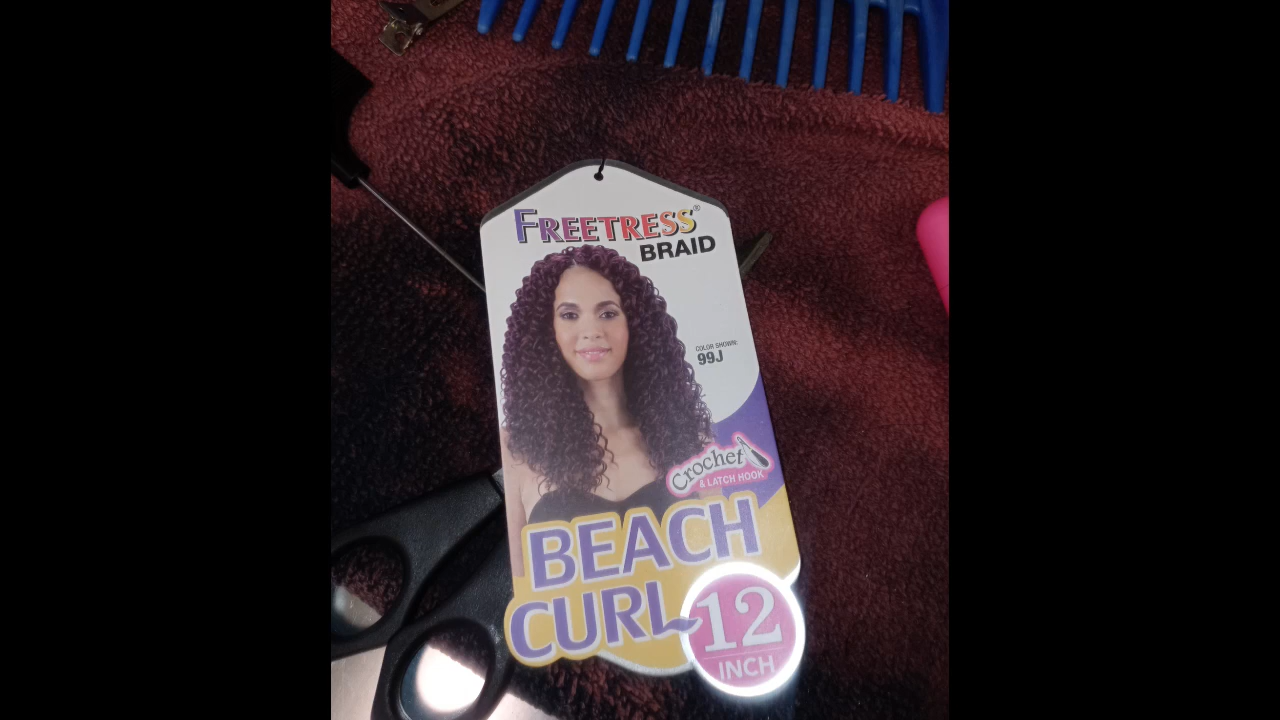 FREETRESS®
BRAID
COLOR SHOWN:
99J
Crochet
& LATCH HOOK
BEACH
CURL
12
INCH